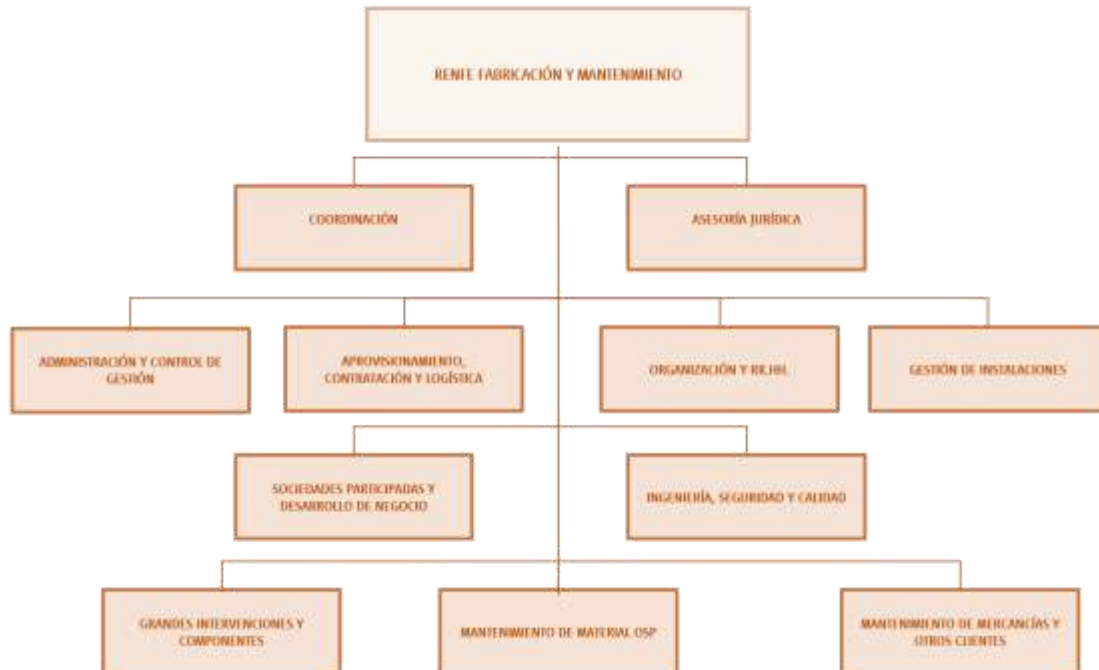 RENFE FABRICACIÓN Y MANTENIMIENTO
COORDINACIÓN
ASESORÍA JURÍDICA
ADMINISTRACIÓN Y CONTROL DE
GESTIÓN
APROVISIONAMIENTO,
CONTRATACIÓN Y LOGÍSTICA
ORGANIZACIÓN Y RR.HH.
GESTIÓN DE INSTALACIONES
SOCIEDADES PARTICIPADAS Y
DESARROLLO DE NEGOCIO
INGENIERÍA, SEGURIDAD Y CALIDAD
GRANDES INTERVENCIONES Y
COMPONENTES
MANTENIMIENTO DE MATERIAL OSP
MANTENIMIENTO DE MERCANCÍAS Y
OTROS CLIENTES